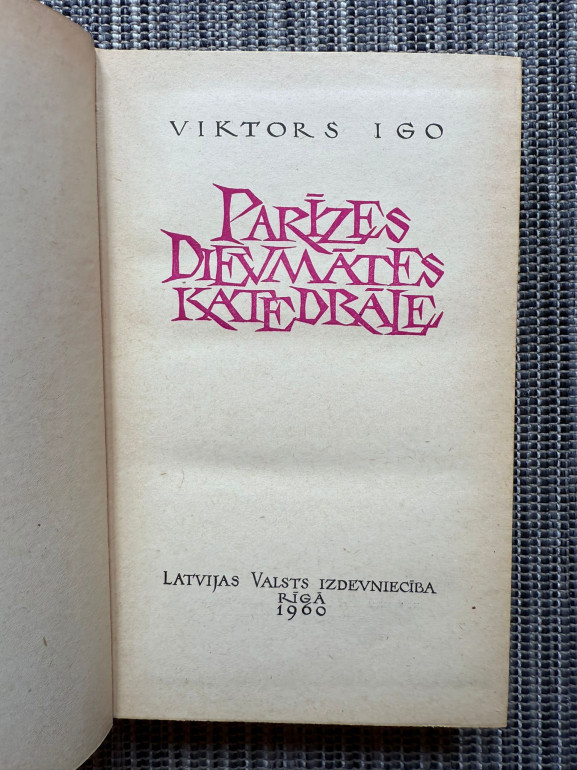 VIKTORS IGO
PARĪZES
DIEVMĀTES
KATEDRĀLE
LATVIJAS VALSTS IZDEVNIECĪBA
RĪGĀ
1960